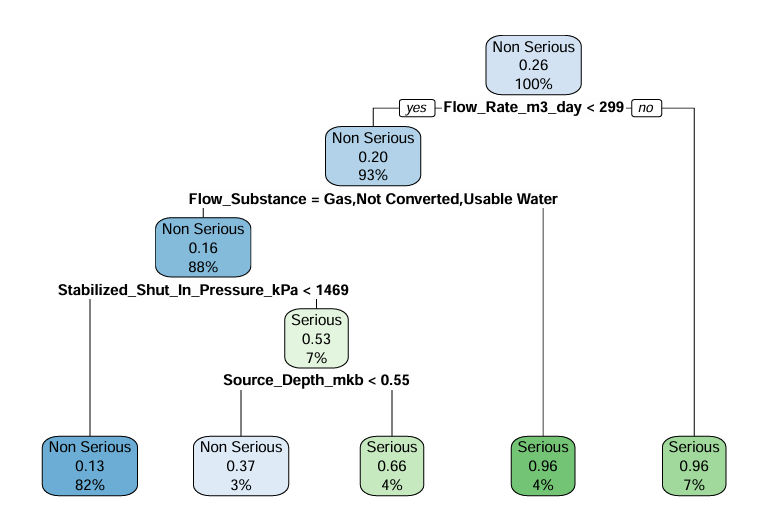 Non Serious
0.26
100%
yes Flow_Rate_m3_day < 299 no
Non Serious
0.20
93%
Flow_Substance = Gas,Not Converted,Usable Water
Non Serious
0.16
88%
Stabilized_Shut_In_Pressure_kPa < 1469
Serious
0.53
7%
Source_Depth_mkb < 0.55
Non Serious
0.13
82%
Non Serious
0.37
3%
Serious
0.66
4%
Serious
0.96
4%
Serious
0.96
7%